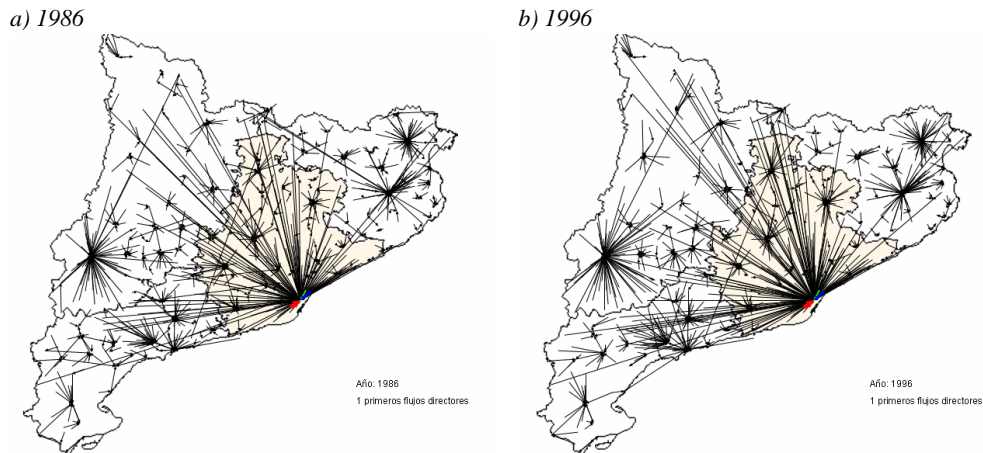 a) 1986
b) 1996
Año: 1986
1 primeros flujos directores
Año: 1996
1 primeros flujos directores